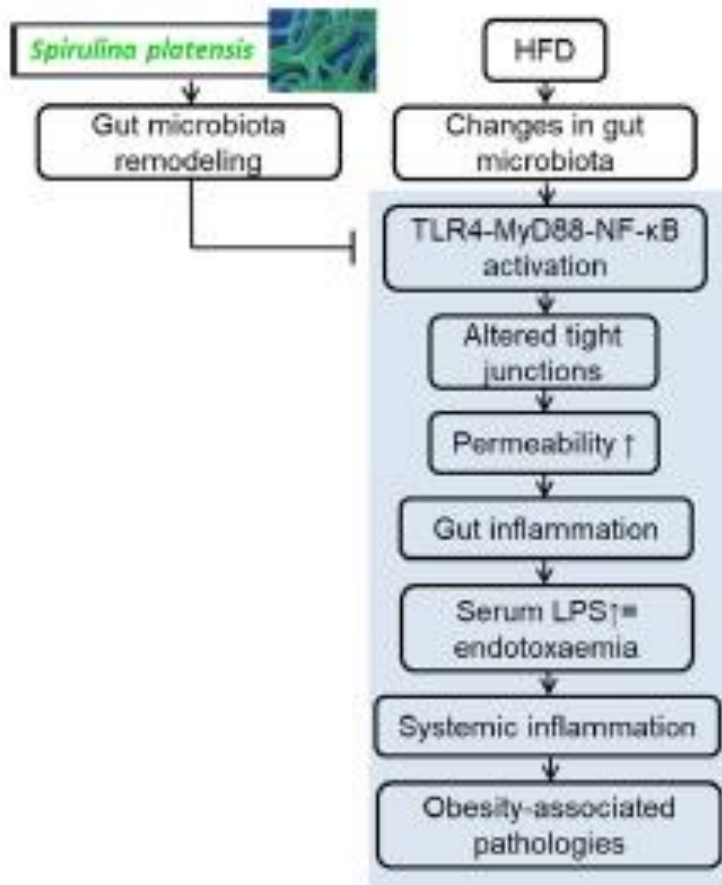 Spirulina platensis
Gut microbiota
remodeling
HFD
Changes in gut
microbiota
TLR4-MyD88-NF-κB
activation
Altered tight
junctions
Permeability ↑
Gut inflammation
Serum LPS↑=
endotoxaemia
Systemic inflammation
Obesity-associated
pathologies